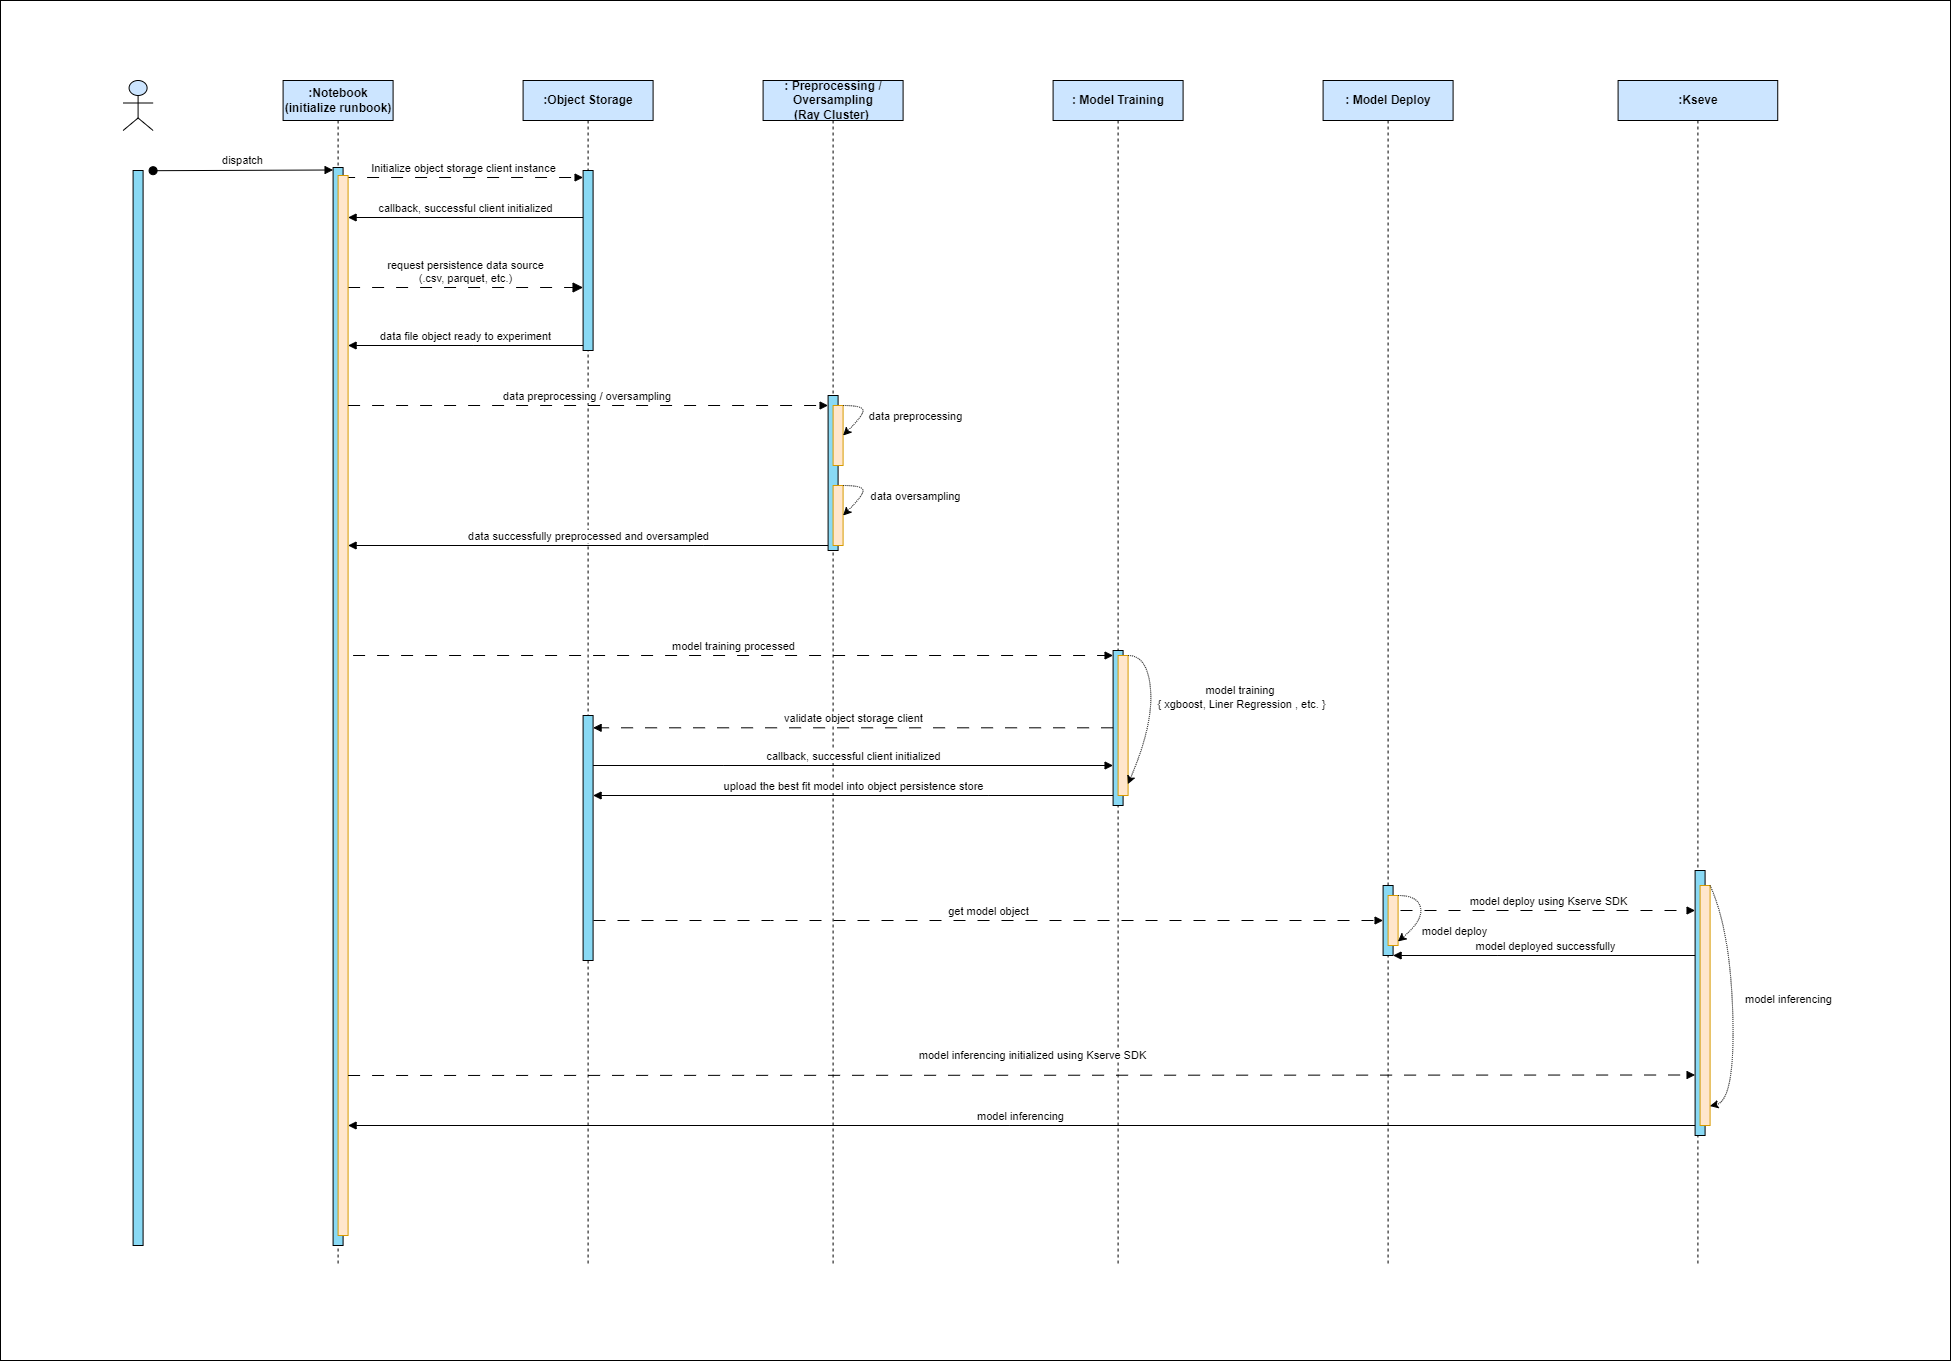 :Notebook
(initialize runbook)
:Object Storage
: Preprocessing /
Oversampling
(Ray Cluster)
: Model Training
: Model Deploy
:Kseve
dispatch
Initialize object storage client instance
callback, successful client initialized
request persistence data source
(.csv, parquet, etc.)
data file object ready to experiment
data preprocessing / oversampling
data preprocessing
data oversampling
data successfully preprocessed and oversampled
model training processed
model training
{ xgboost, Liner Regression , etc. }
validate object storage client
callback, successful client initialized
upload the best fit model into object persistence store
get model object
model deploy using Kserve SDK
model deploy
model deployed successfully
model inferencing
model inferencing initialized using Kserve SDK
model inferencing